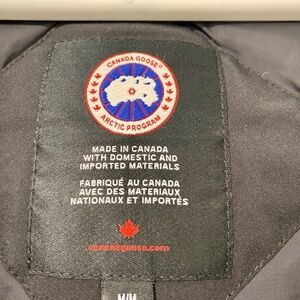 CANADA GOOSE®
ARCTIC PROGRAM
MADE IN CANADA
WITH DOMESTIC AND
IMPORTED MATERIALS
FABRIQUÉ AU CANADA
AVEC DES MATERIAUX
NATIONAUX ET IMPORTÉS
canadagoose.com
M/M